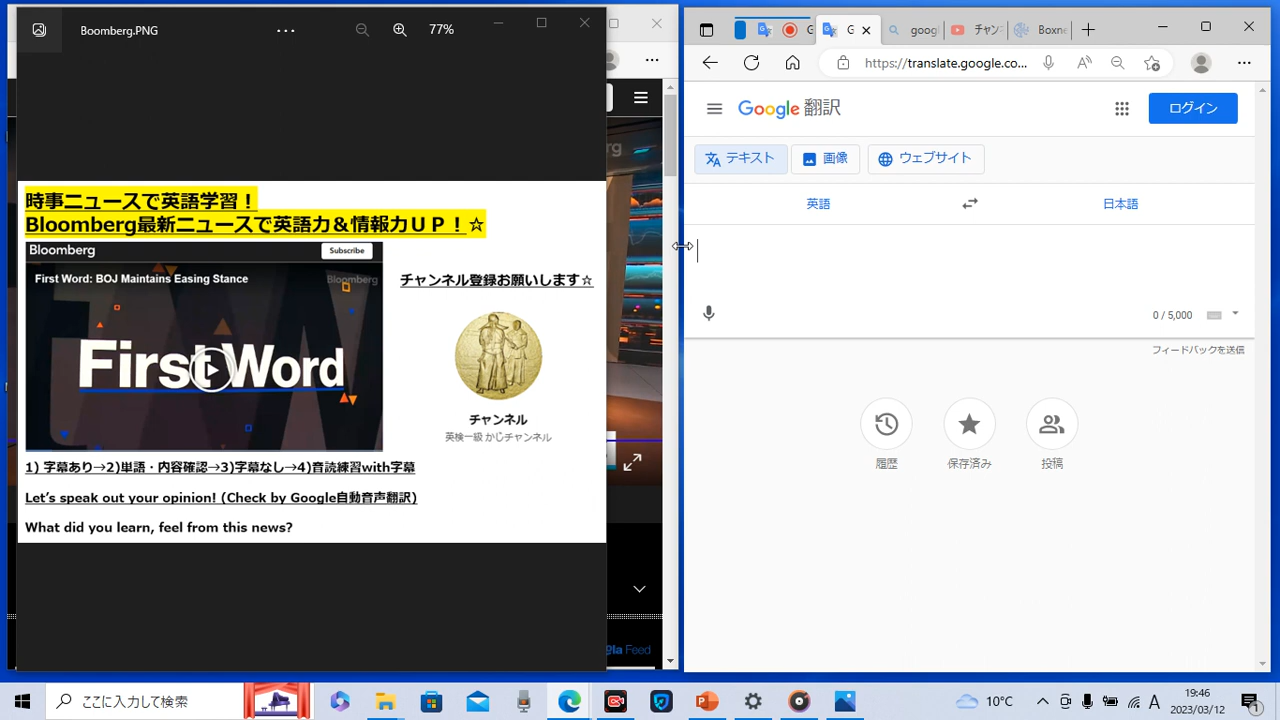 Boomberg.PNG
77%
時事ニュースで英語学習！
Bloomberg最新ニュースで英語力＆情報力ＵＰ！☆
Bloomberg
Subscribe
First Word: BOJ Maintains Easing Stance
Bloomberg
First Word
チャンネル登録お願いします☆
チャンネル
英検一級 かじチャンネル
1) 字幕あり→2)単語・内容確認→3)字幕なし→4)音読練習with字幕
Let's speak out your opinion! (Check by Google自動音声翻訳)
What did you learn, feel from this news?
Feed
G
G
googl
チャン
Boxne
https://translate.google.co...
Google 翻訳
ログイン
テキスト
画像
ウェブサイト
英語
日本語
0 / 5,000
フィードバックを送信
履歴
保存済み
投稿
ここに入力して検索
10°C
A
19:46
2023/03/12
1